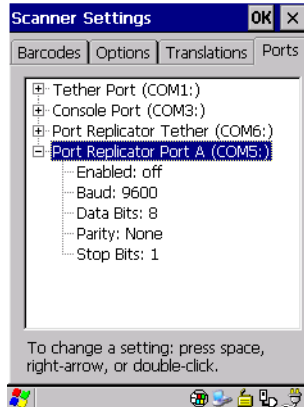 Scanner Settings OK ×
Barcodes Options Translations Ports
Tether Port (COM1:)
Console Port (COM3:)
Port Replicator Tether (COM6:)
Port Replicator Port A (COM5:)
Enabled: off
Baud: 9600
Data Bits: 8
Parity: None
Stop Bits: 1
To change a setting: press space,
right-arrow, or double-click.